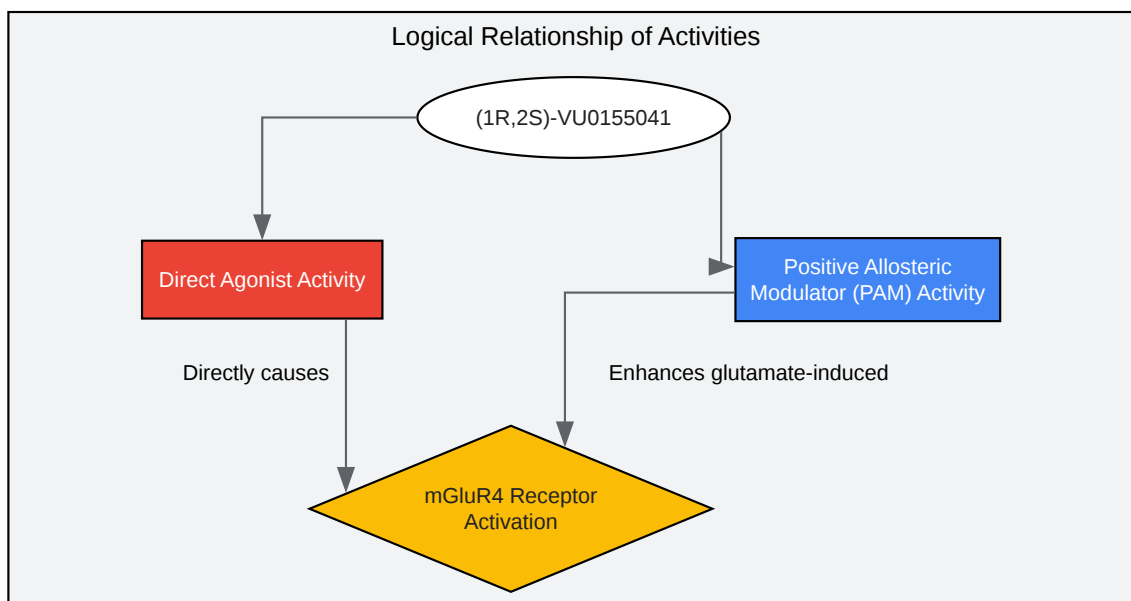 Logical Relationship of Activities
(1R,2S)-VU0155041
Direct Agonist Activity
Positive Allosteric
Modulator (PAM) Activity
Directly causes
Enhances glutamate-induced
mGluR4 Receptor
Activation